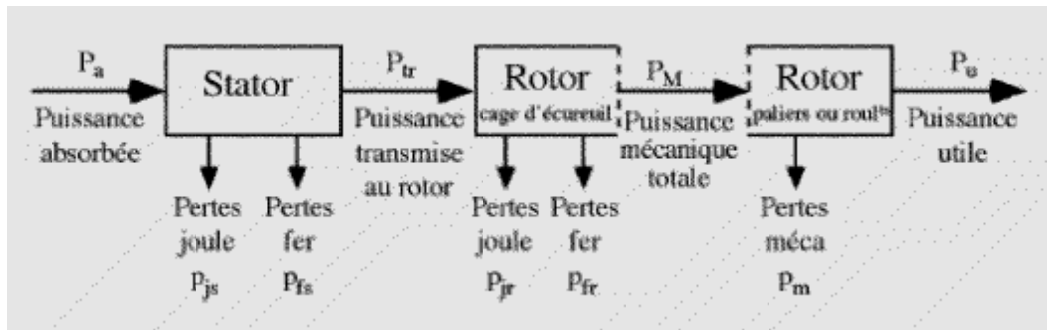 Pa
Puissance
absorbée
Stator
Pertes
joule
pjs
Pertes
fer
pfs
Ptr
Puissance
transmise
au rotor
Rotor
cage d'écureuil
Pertes
joule
pjr
Pertes
fer
pfr
PM
Puissance
mécanique
totale
Rotor
paliers ou roults
Pertes
méca
pm
Pu
Puissance
utile